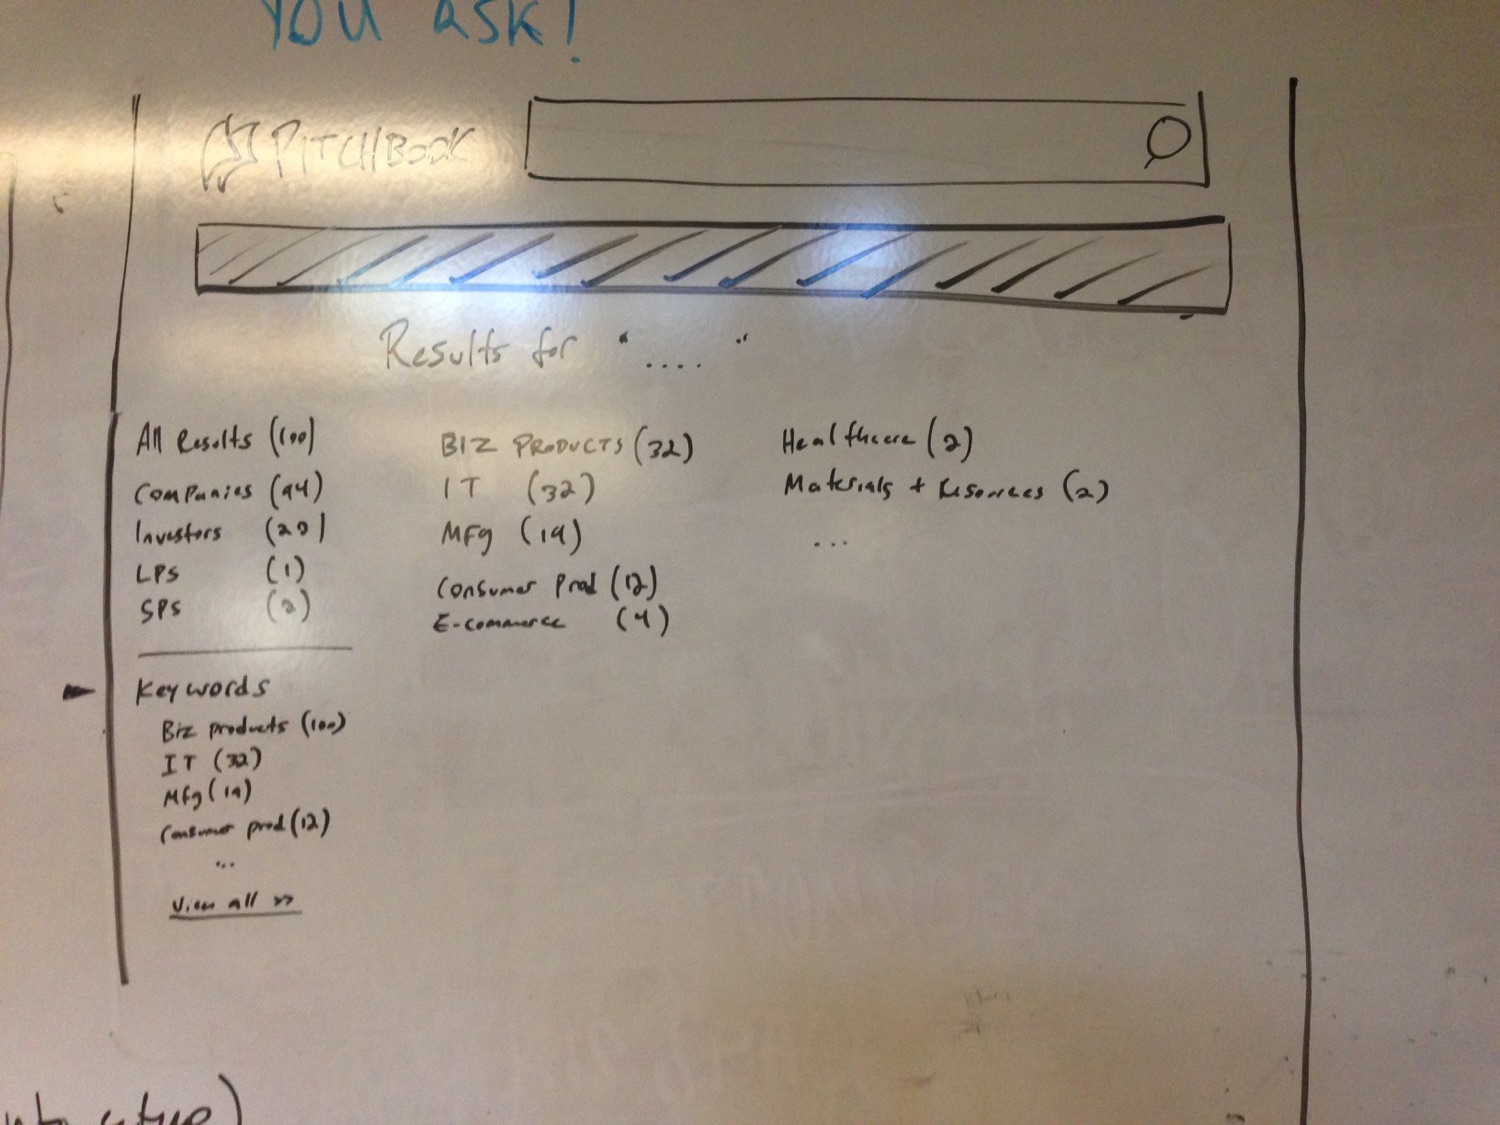 YOU ASK!
PITCHBOOK
Results for "...."
All Results (100)
Companies (94)
Investors (20)
LPS (1)
SPS (2)
Keywords
Biz products (100)
IT (32)
Mfg (19)
Consumer prod (12)
...
View all >>
BIZ PRODUCTS (32)
IT (32)
MFg (19)
Consumer Prod (12)
E-commerce (4)
Healthcare (2)
Materials + Resources (2)
...